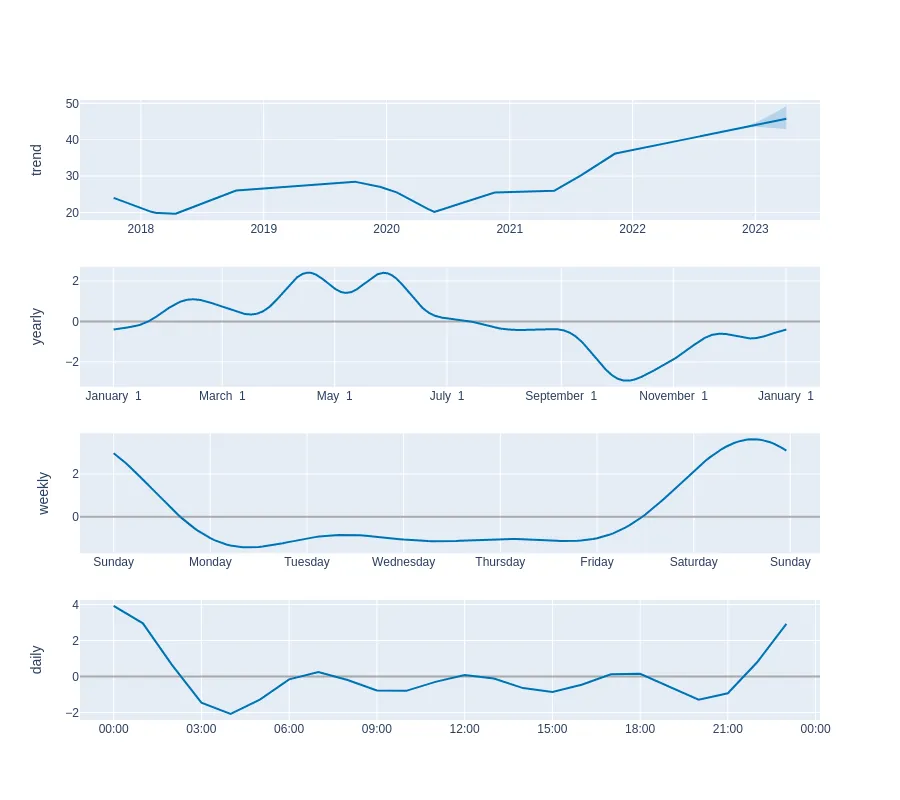 trend
50
40
30
20
2018 2019 2020 2021 2022 2023
yearly
2
0
−2
January 1 March 1 May 1 July 1 September 1 November 1 January 1
weekly
2
0
Sunday Monday Tuesday Wednesday Thursday Friday Saturday Sunday
daily
4
2
0
−2
00:00 03:00 06:00 09:00 12:00 15:00 18:00 21:00 00:00